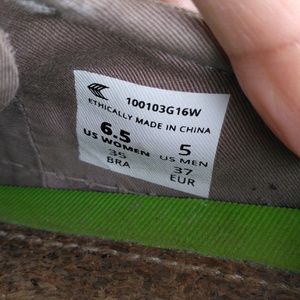 100103G16W
ETHICALLY MADE IN CHINA
6.5 5
US WOMEN US MEN
35 37
BRA EUR